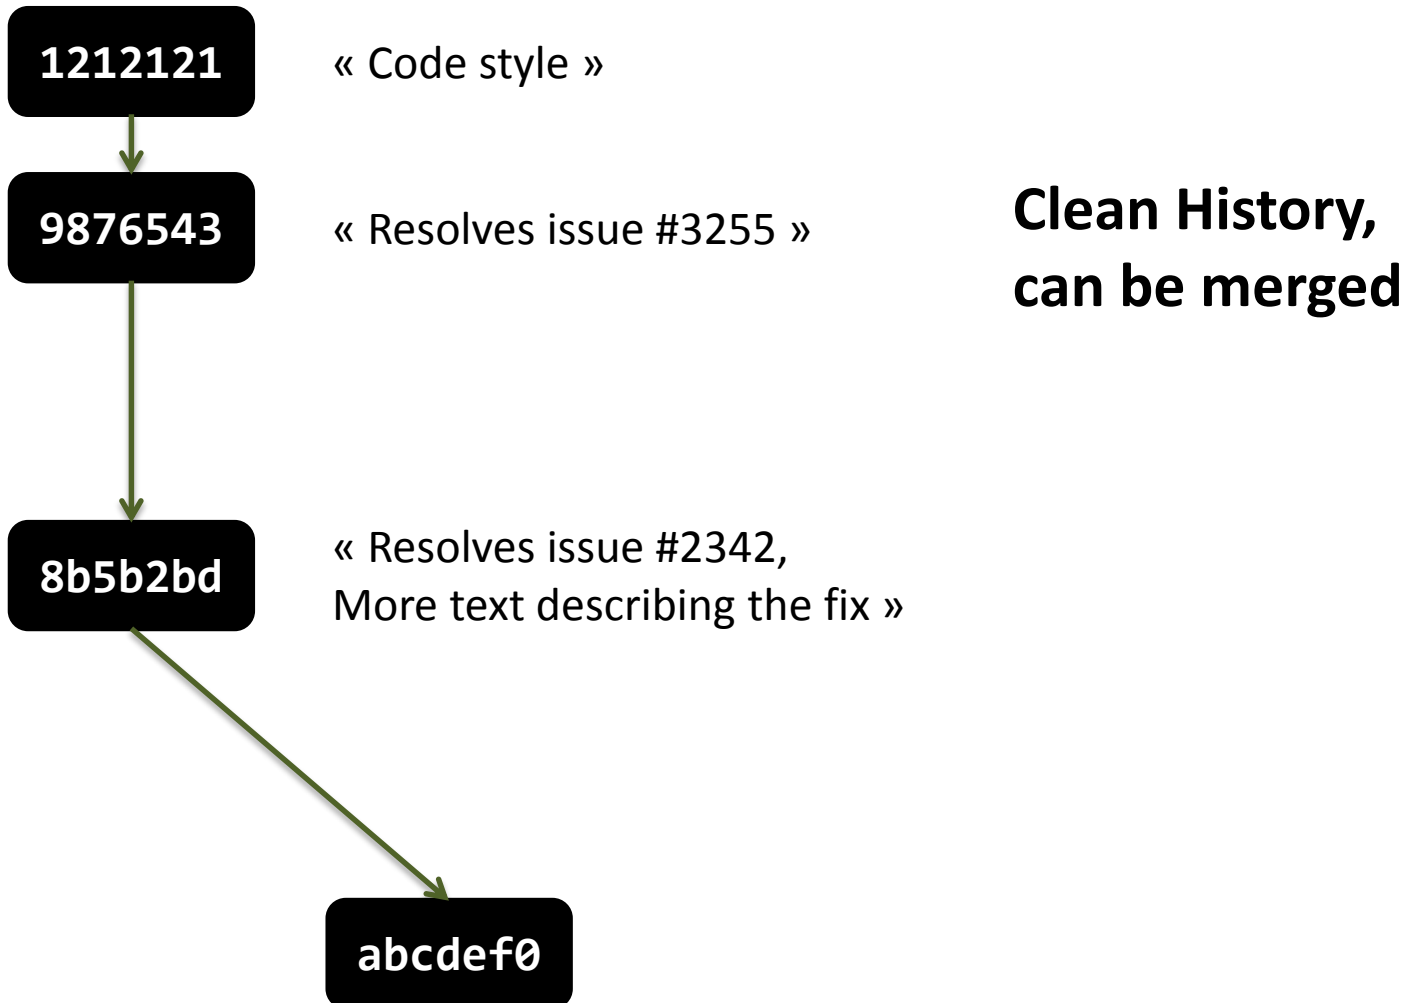 1212121
« Code style »
9876543
« Resolves issue #3255 »
Clean History,
can be merged
8b5b2bd
« Resolves issue #2342,
More text describing the fix »
abcdef0